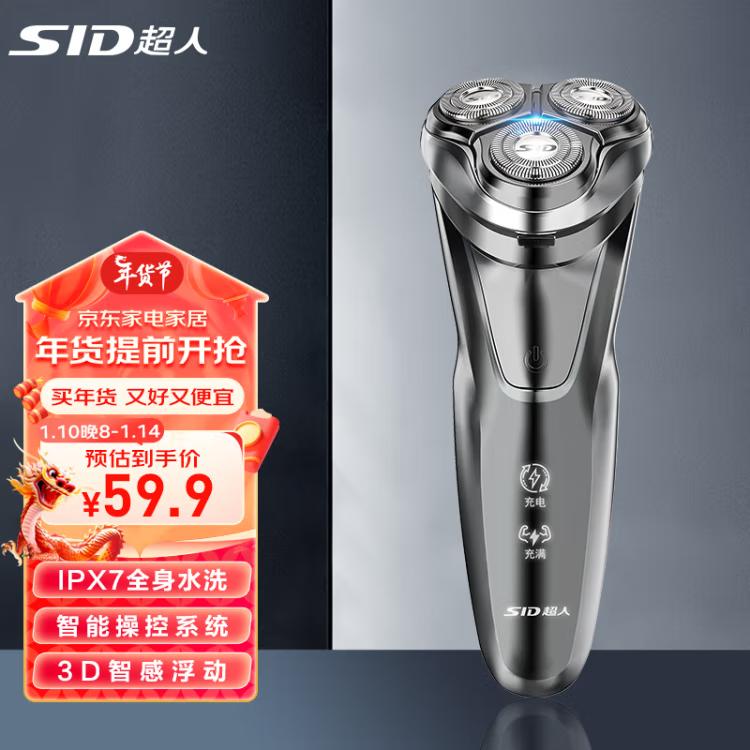 SID超人
SID
年货节
京东家电家居
年货提前开抢
买年货 又好又便宜
1.10晚8-1.14
预估到手价
¥59.9
IPX7全身水洗
智能操控系统
3D智感浮动
充电
充满
SID超人